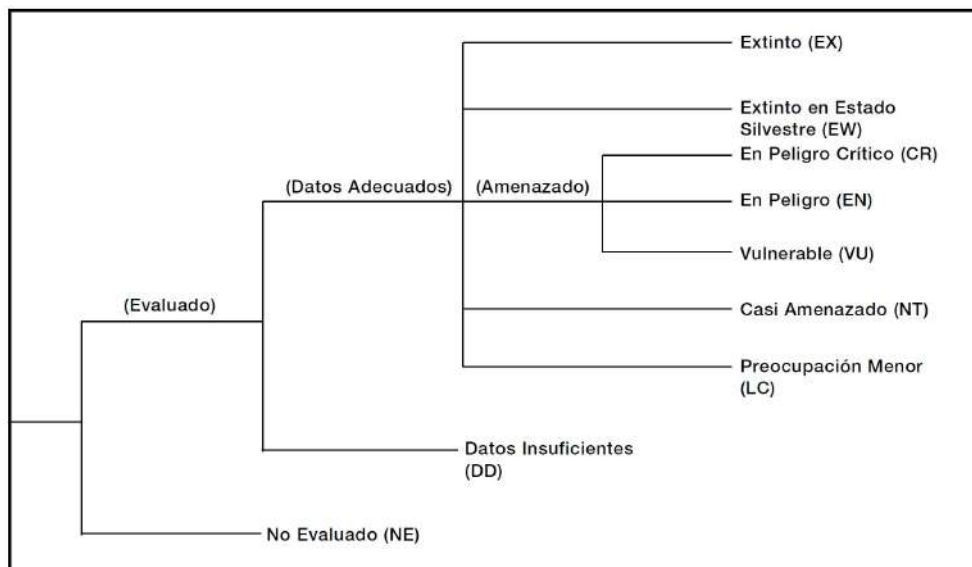 Extinto (EX)
Extinto en Estado
Silvestre (EW)
En Peligro Crítico (CR)
(Datos Adecuados)
(Amenazado)
En Peligro (EN)
Vulnerable (VU)
(Evaluado)
Casi Amenazado (NT)
Preocupación Menor
(LC)
Datos Insuficientes
(DD)
No Evaluado (NE)